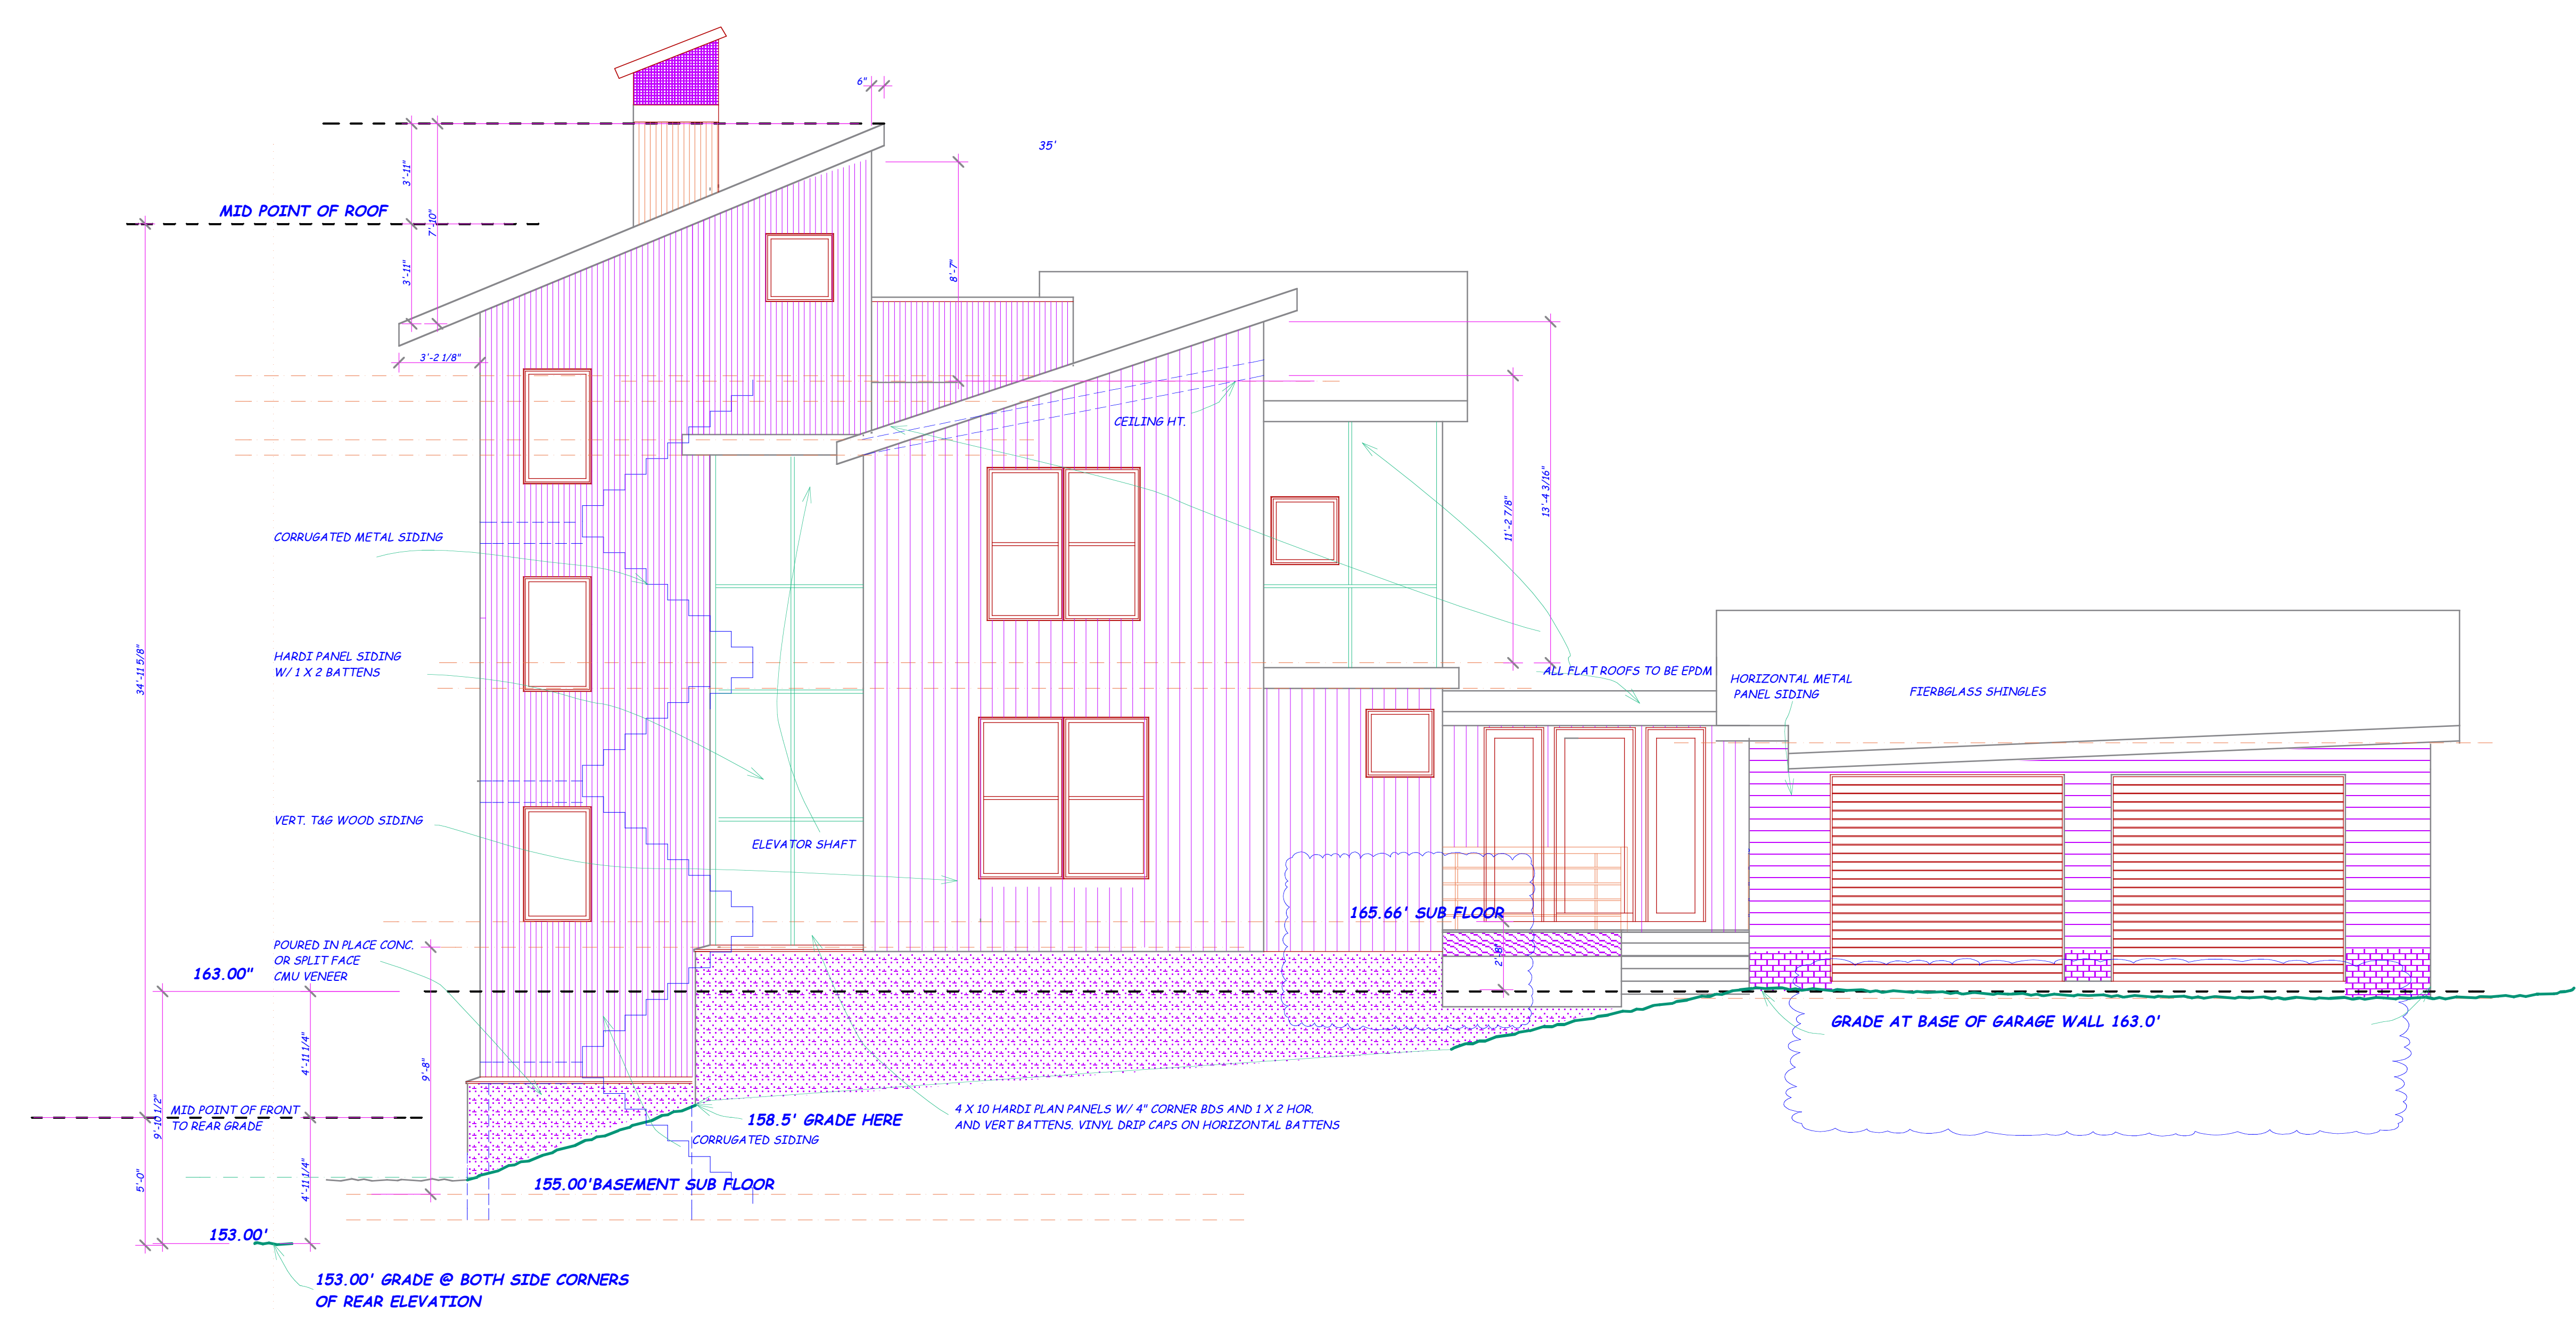 6"
35'
3'-11"
7'-10"
MID POINT OF ROOF
3'-11"
8'-7"
3'-2 1/8"
CEILING HT.
13'-4 3/16"
11'-2 7/8"
CORRUGATED METAL SIDING
34'-11 5/8"
HARDI PANEL SIDING
W/ 1 X 2 BATTENS
ALL FLAT ROOFS TO BE EPDM
HORIZONTAL METAL
PANEL SIDING
FIERBGLASS SHINGLES
VERT. T&G WOOD SIDING
ELEVATOR SHAFT
165.66' SUB FLOOR
POURED IN PLACE CONC.
OR SPLIT FACE
CMU VENEER
2'-8"
163.00"
GRADE AT BASE OF GARAGE WALL 163.0'
4'-11 1/4"
9'-8"
9'-10 1/2"
MID POINT OF FRONT
TO REAR GRADE
158.5' GRADE HERE
4 X 10 HARDI PLAN PANELS W/ 4" CORNER BDS AND 1 X 2 HOR.
AND VERT BATTENS. VINYL DRIP CAPS ON HORIZONTAL BATTENS
CORRUGATED SIDING
5'-0"
4'-11 1/4"
155.00'BASEMENT SUB FLOOR
153.00'
153.00' GRADE @ BOTH SIDE CORNERS
OF REAR ELEVATION